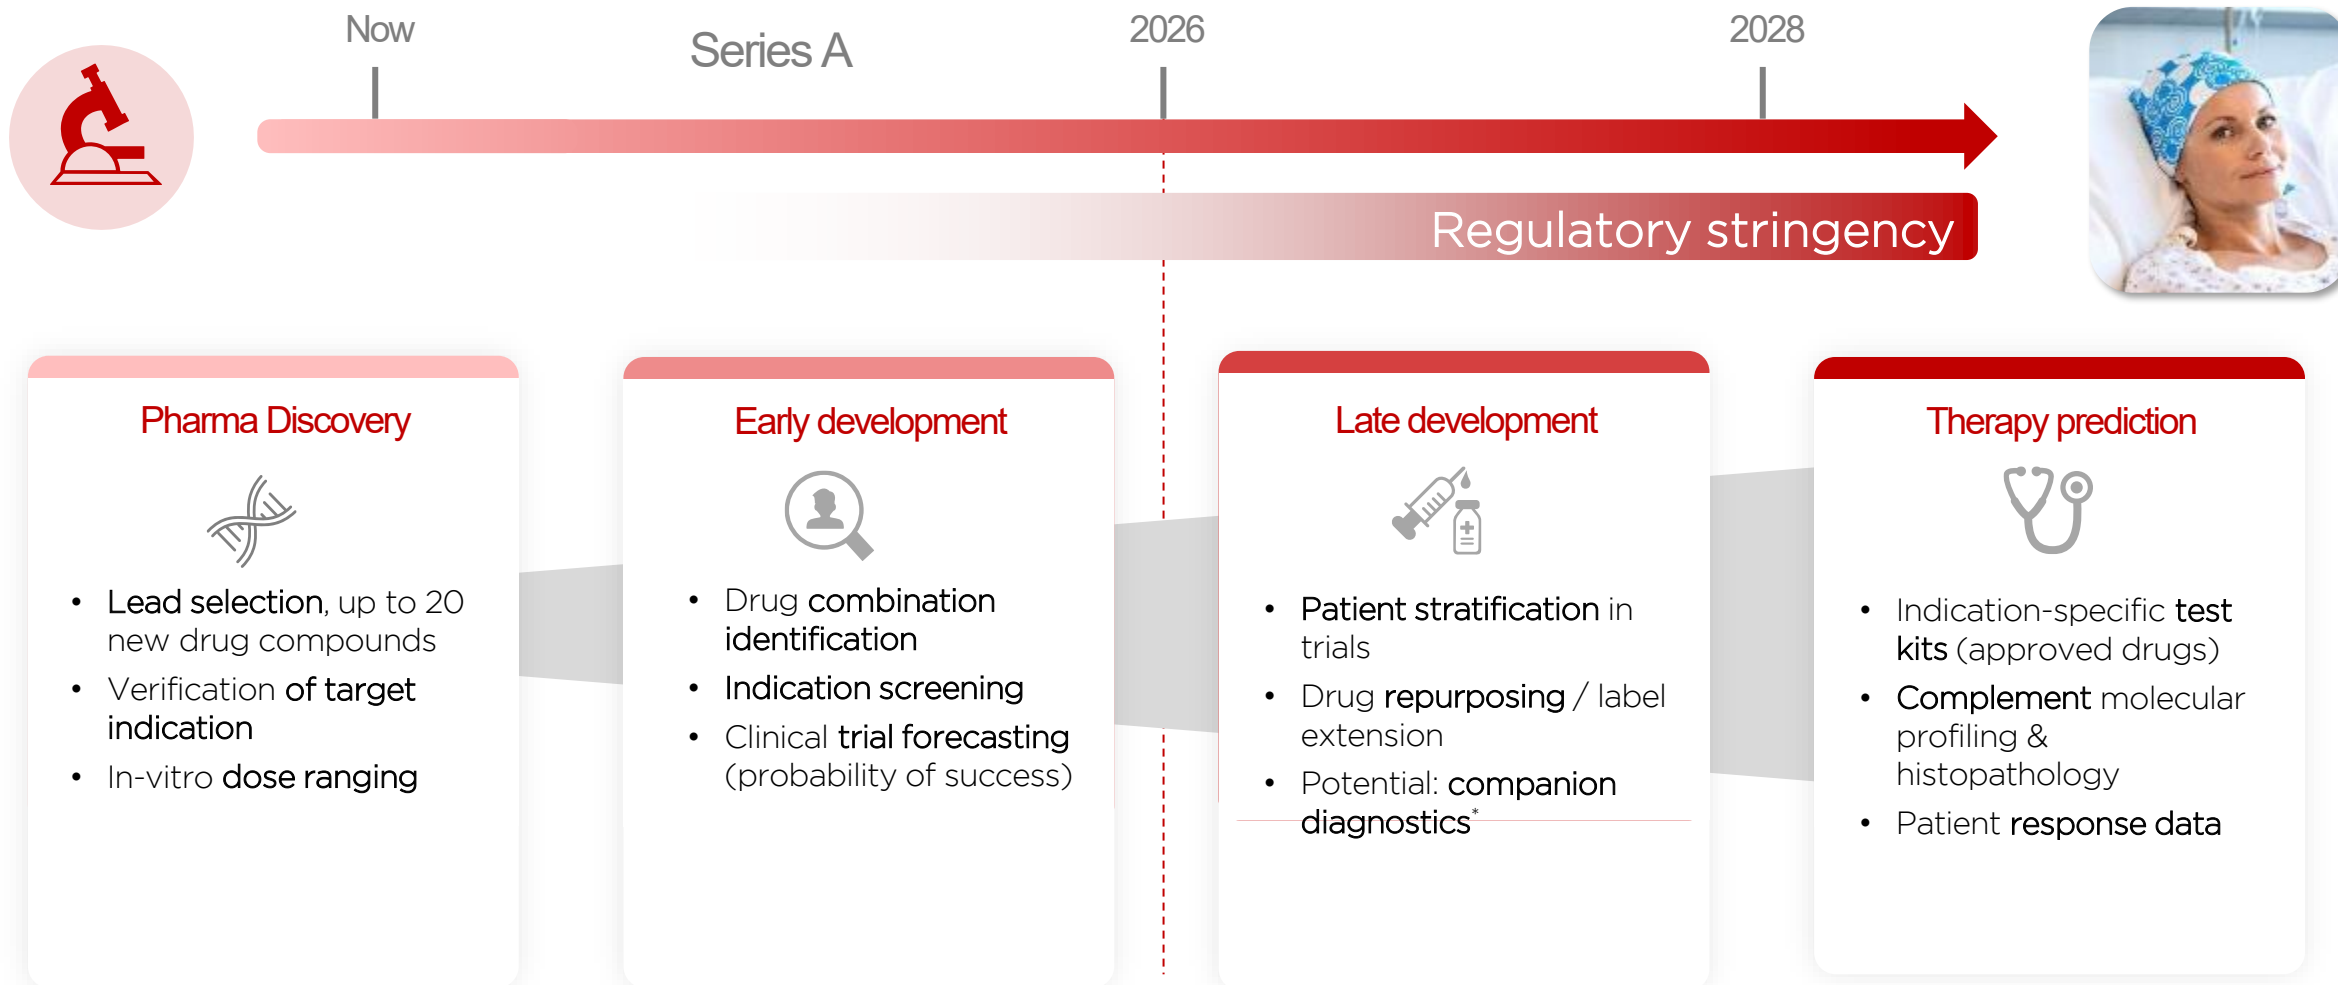 Now
Series A
2026
2028
Regulatory stringency
Pharma Discovery
• Lead selection, up to 20
new drug compounds
• Verification of target
indication
• In-vitro dose ranging
Early development
• Drug combination
identification
• Indication screening
• Clinical trial forecasting
(probability of success)
Late development
• Patient stratification in
trials
• Drug repurposing / label
extension
• Potential: companion
diagnostics*
Therapy prediction
• Indication-specific test
kits (approved drugs)
• Complement molecular
profiling &
histopathology
• Patient response data